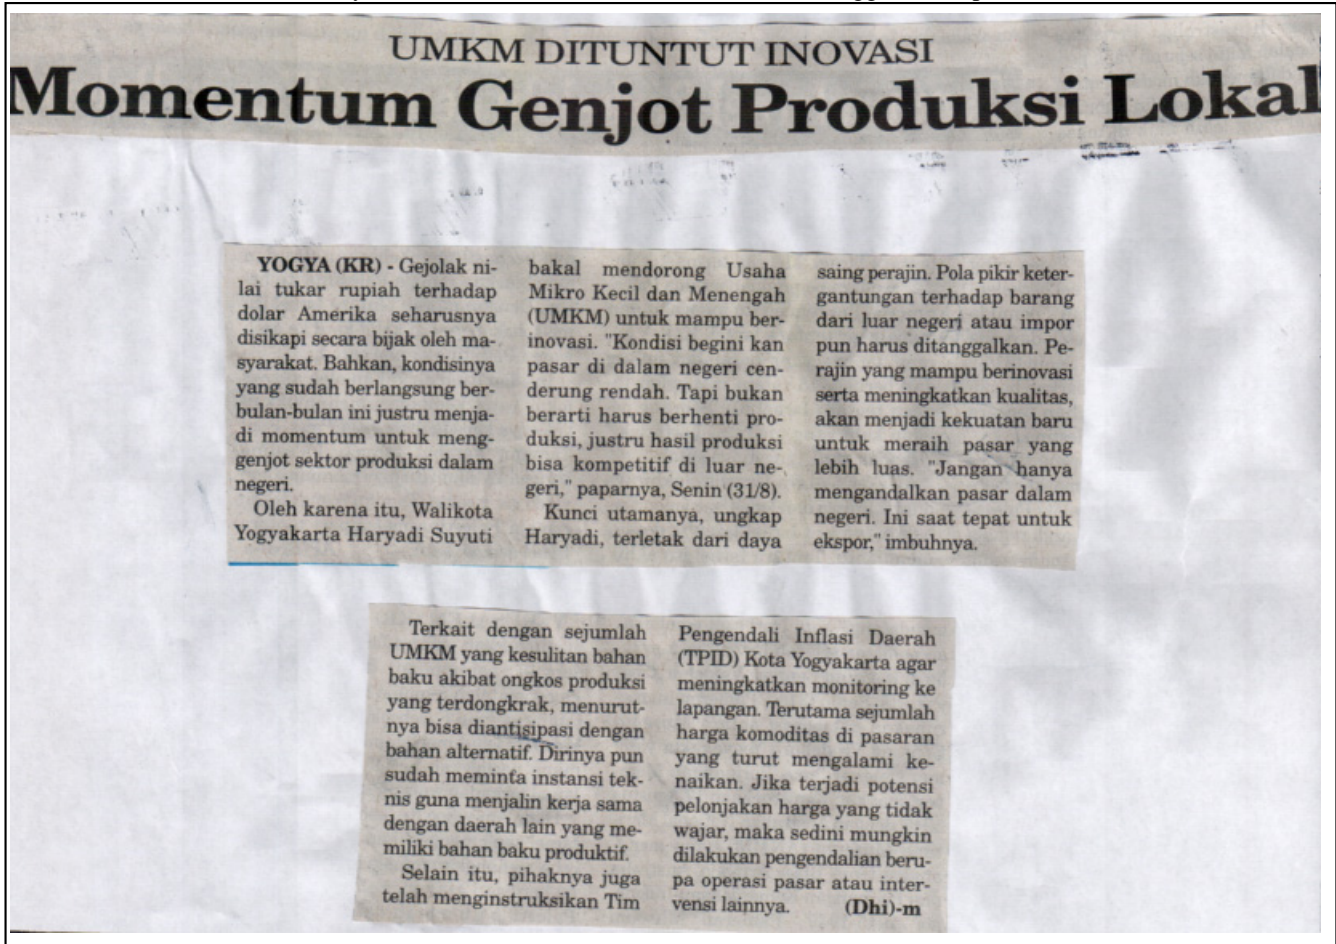 UMKM DITUNTUT INOVASI
Momentum Genjot Produksi Lokal
YOGYA (KR) - Gejolak ni-
lai tukar rupiah terhadap
dolar Amerika seharusnya
disikapi secara bijak oleh ma-
syarakat. Bahkan, kondisinya
yang sudah berlangsung ber-
bulan-bulan ini justru menja-
di momentum untuk meng-
genjot sektor produksi dalam
negeri.
Oleh karena itu, Walikota
Yogyakarta Haryadi Suyuti
bakal mendorong Usaha
Mikro Kecil dan Menengah
(UMKM) untuk mampu ber-
inovasi. "Kondisi begini kan
pasar di dalam negeri cen-
derung rendah. Tapi bukan
berarti harus berhenti pro-
duksi, justru hasil produksi
bisa kompetitif di luar ne-
geri," paparnya, Senin (31/8).
Kunci utamanya, ungkap
Haryadi, terletak dari daya
saing perajin. Pola pikir keter-
gantungan terhadap barang
dari luar negeri atau impor
pun harus ditanggalkan. Pe-
rajin yang mampu berinovasi
serta meningkatkan kualitas,
akan menjadi kekuatan baru
untuk meraih pasar yang
lebih luas. "Jangan hanya
mengandalkan pasar dalam
negeri. Ini saat tepat untuk
ekspor," imbuhnya.
Terkait dengan sejumlah
UMKM yang kesulitan bahan
baku akibat ongkos produksi
yang terdongkrak, menurut-
nya bisa diantisipasi dengan
bahan alternatif. Dirinya pun
sudah meminta instansi tek-
nis guna menjalin kerja sama
dengan daerah lain yang me-
miliki bahan baku produktif.
Selain itu, pihaknya juga
telah menginstruksikan Tim
Pengendali Inflasi Daerah
(TPID) Kota Yogyakarta agar
meningkatkan monitoring ke
lapangan. Terutama sejumlah
harga komoditas di pasaran
yang turut mengalami ke-
naikan. Jika terjadi potensi
pelonjakan harga yang tidak
wajar, maka sedini mungkin
dilakukan pengendalian beru-
pa operasi pasar atau inter-
vensi lainnya. (Dhi)-m